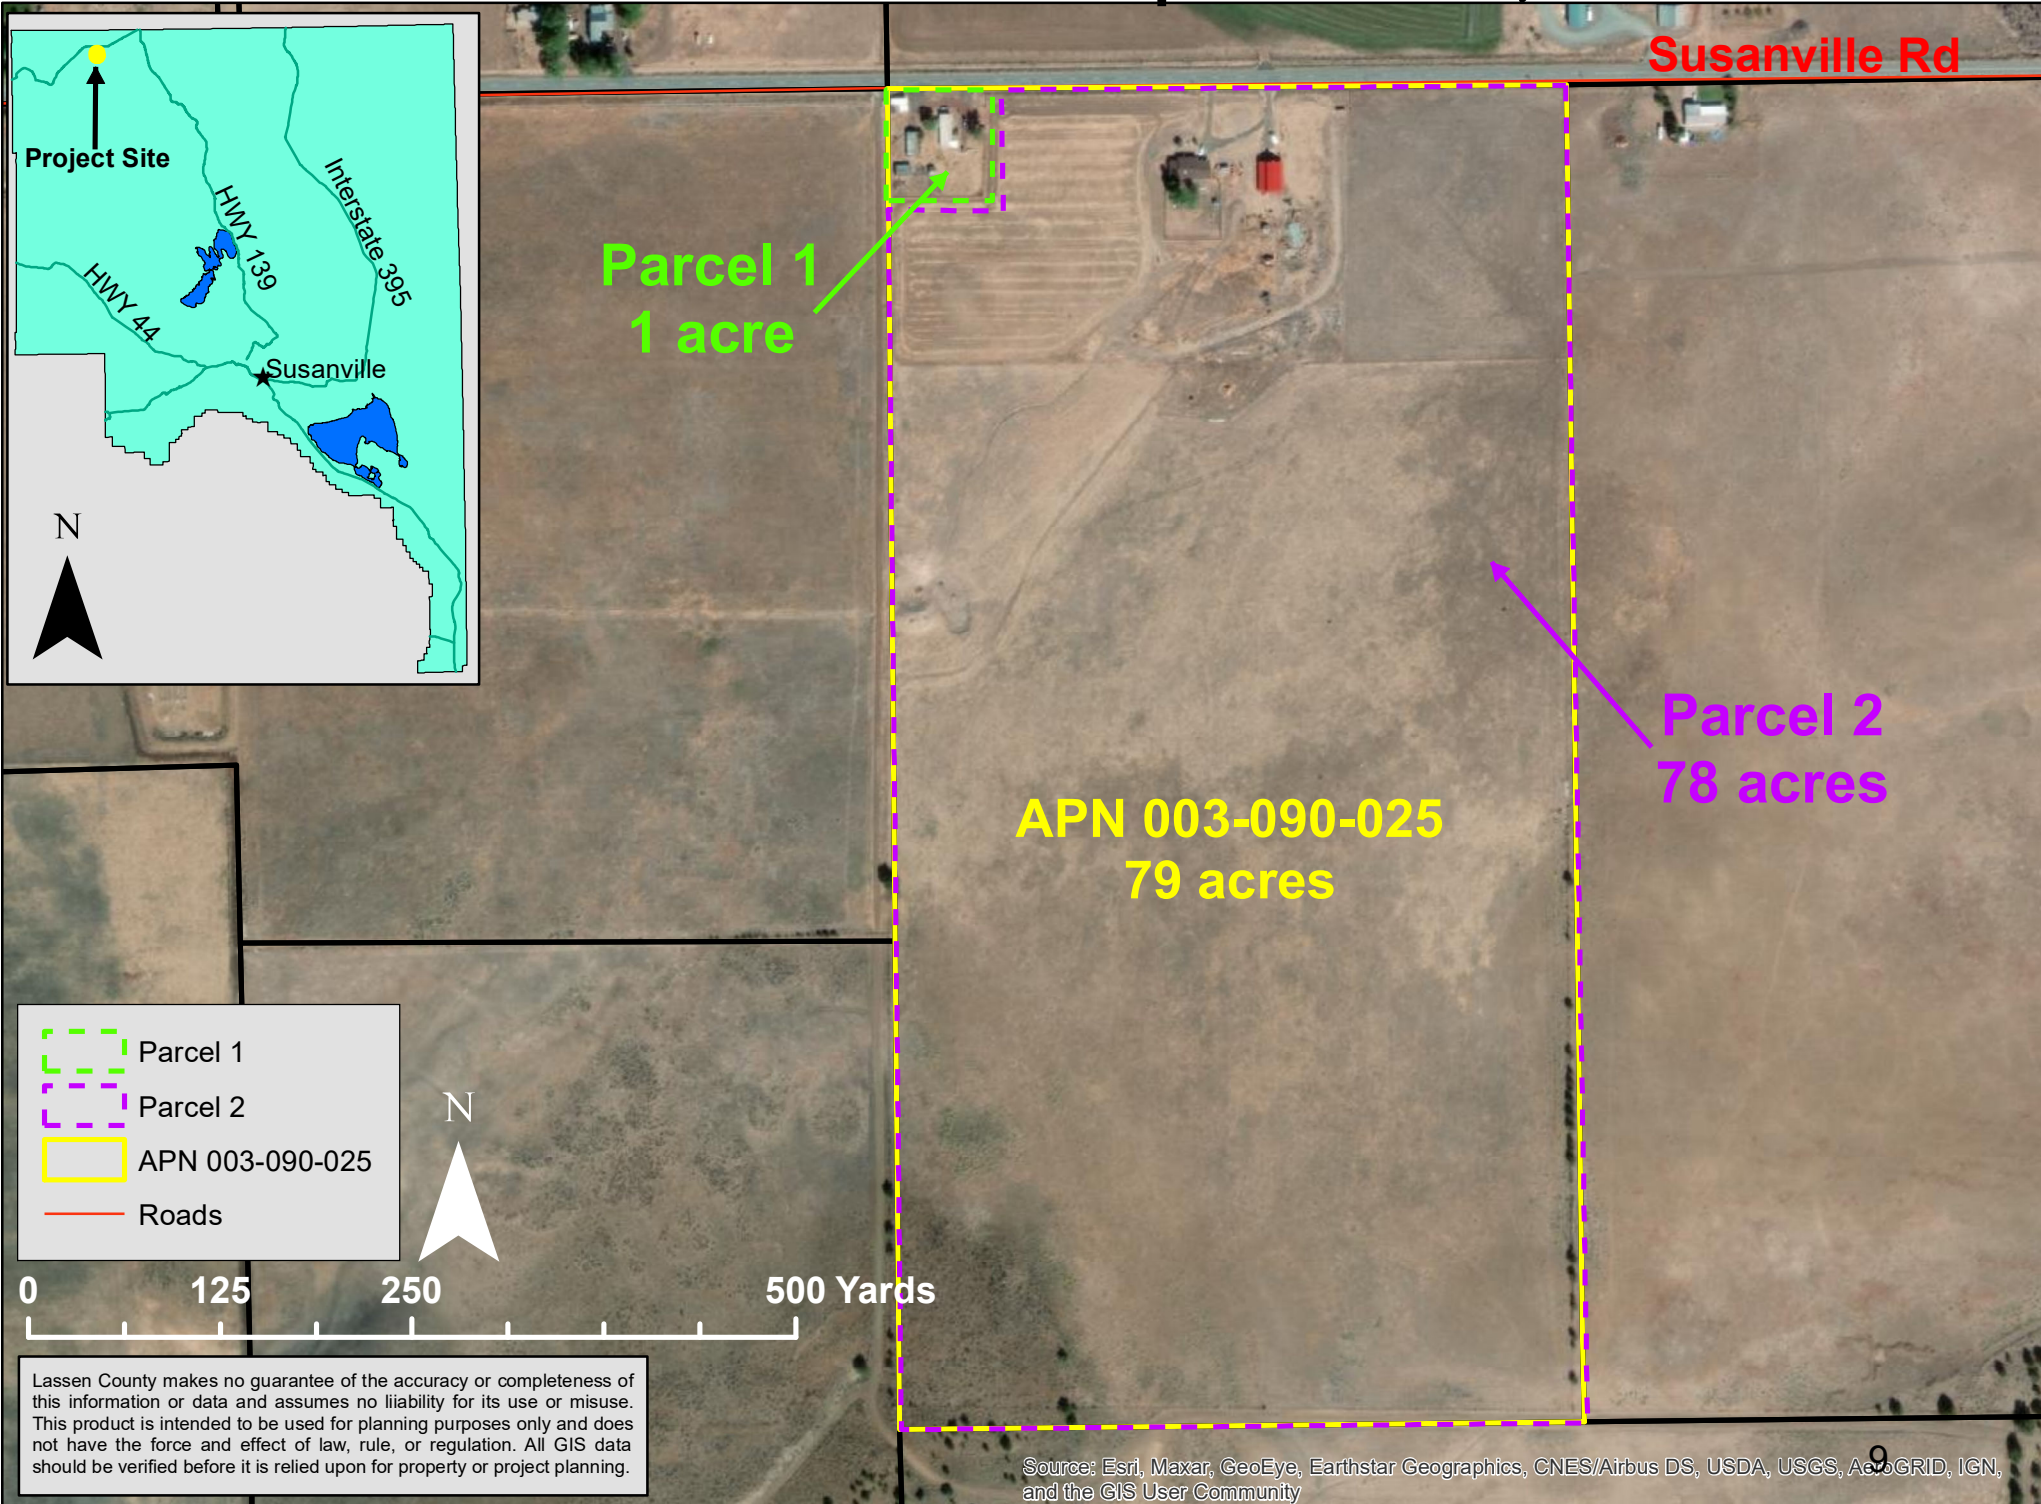 Susanville Rd
Project Site
HWY 139
Interstate 395
HWY 44
Susanville
N
Parcel 1
1 acre
Parcel 2
78 acres
APN 003-090-025
79 acres
Parcel 1
Parcel 2
APN 003-090-025
Roads
N
0 125 250 500 Yards
Lassen County makes no guarantee of the accuracy or completeness of
this information or data and assumes no liiability for its use or misuse.
This product is intended to be used for planning purposes only and does
not have the force and effect of law, rule, or regulation. All GIS data
should be verified before it is relied upon for property or project planning.
Source: Esri, Maxar, GeoEye, Earthstar Geographics, CNES/Airbus DS, USDA, USGS, AeroGRID, IGN,
and the GIS User Community
9